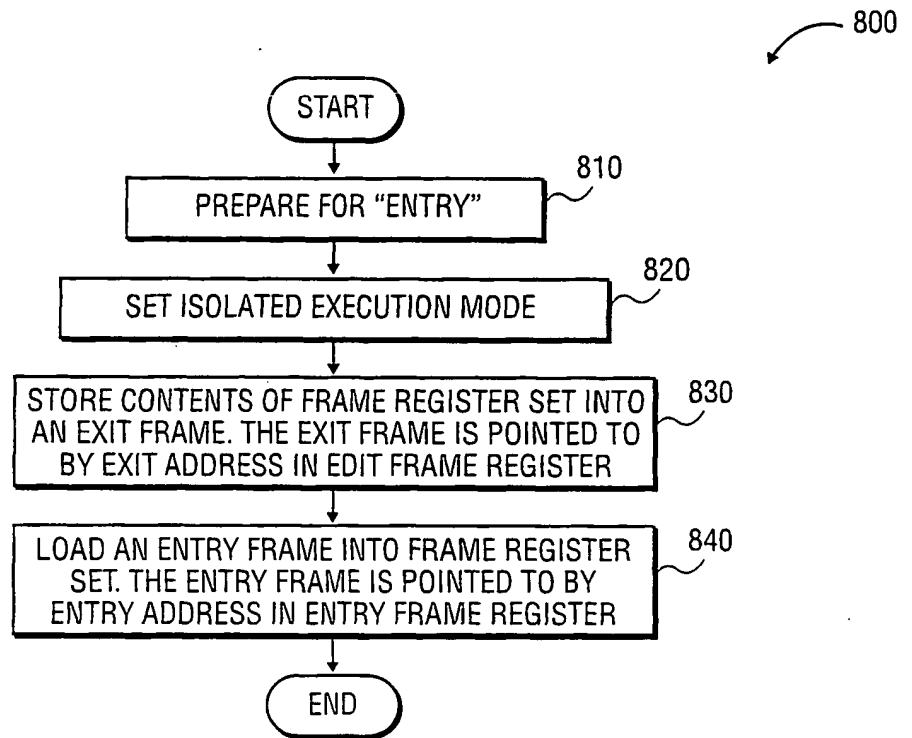 800
START
810
PREPARE FOR “ENTRY”
820
SET ISOLATED EXECUTION MODE
830
STORE CONTENTS OF FRAME REGISTER SET INTO
AN EXIT FRAME. THE EXIT FRAME IS POINTED TO
BY EXIT ADDRESS IN EDIT FRAME REGISTER
840
LOAD AN ENTRY FRAME INTO FRAME REGISTER
SET. THE ENTRY FRAME IS POINTED TO BY
ENTRY ADDRESS IN ENTRY FRAME REGISTER
END